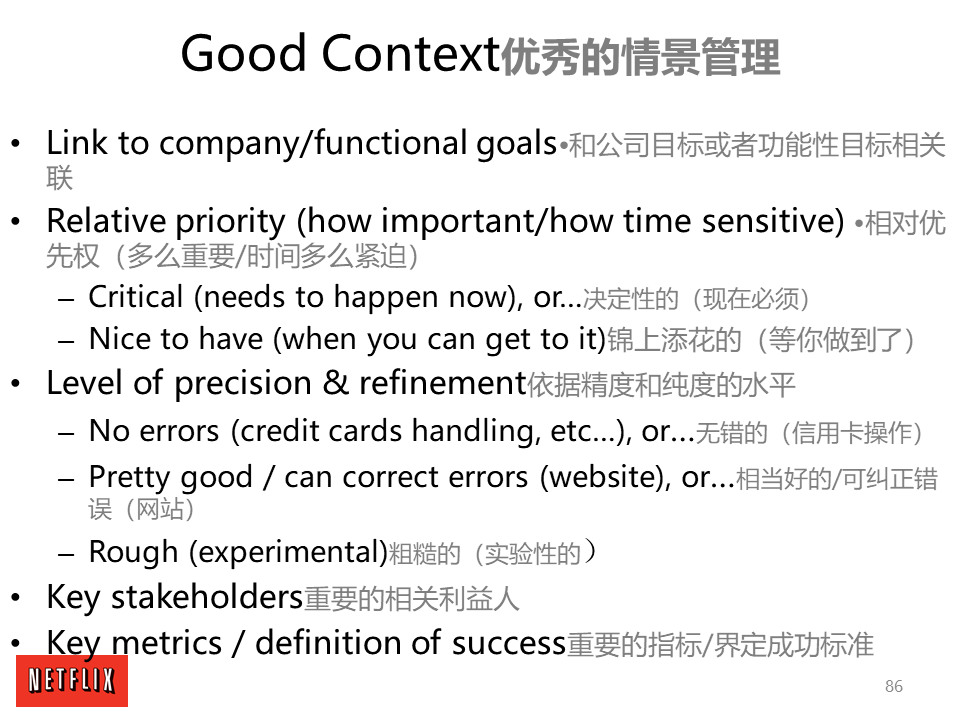 Good Context优秀的情景管理
• Link to company/functional goals•和公司目标或者功能性目标相关
联
• Relative priority (how important/how time sensitive) •相对优
先权（多么重要/时间多么紧迫）
– Critical (needs to happen now), or…决定性的（现在必须）
– Nice to have (when you can get to it)锦上添花的（等你做到了）
• Level of precision & refinement依据精度和纯度的水平
– No errors (credit cards handling, etc…), or…无错的（信用卡操作）
– Pretty good / can correct errors (website), or…相当好的/可纠正错
误（网站）
– Rough (experimental)粗糙的（实验性的）
• Key stakeholders重要的相关利益人
• Key metrics / definition of success重要的指标/界定成功标准
NETFLIX
86